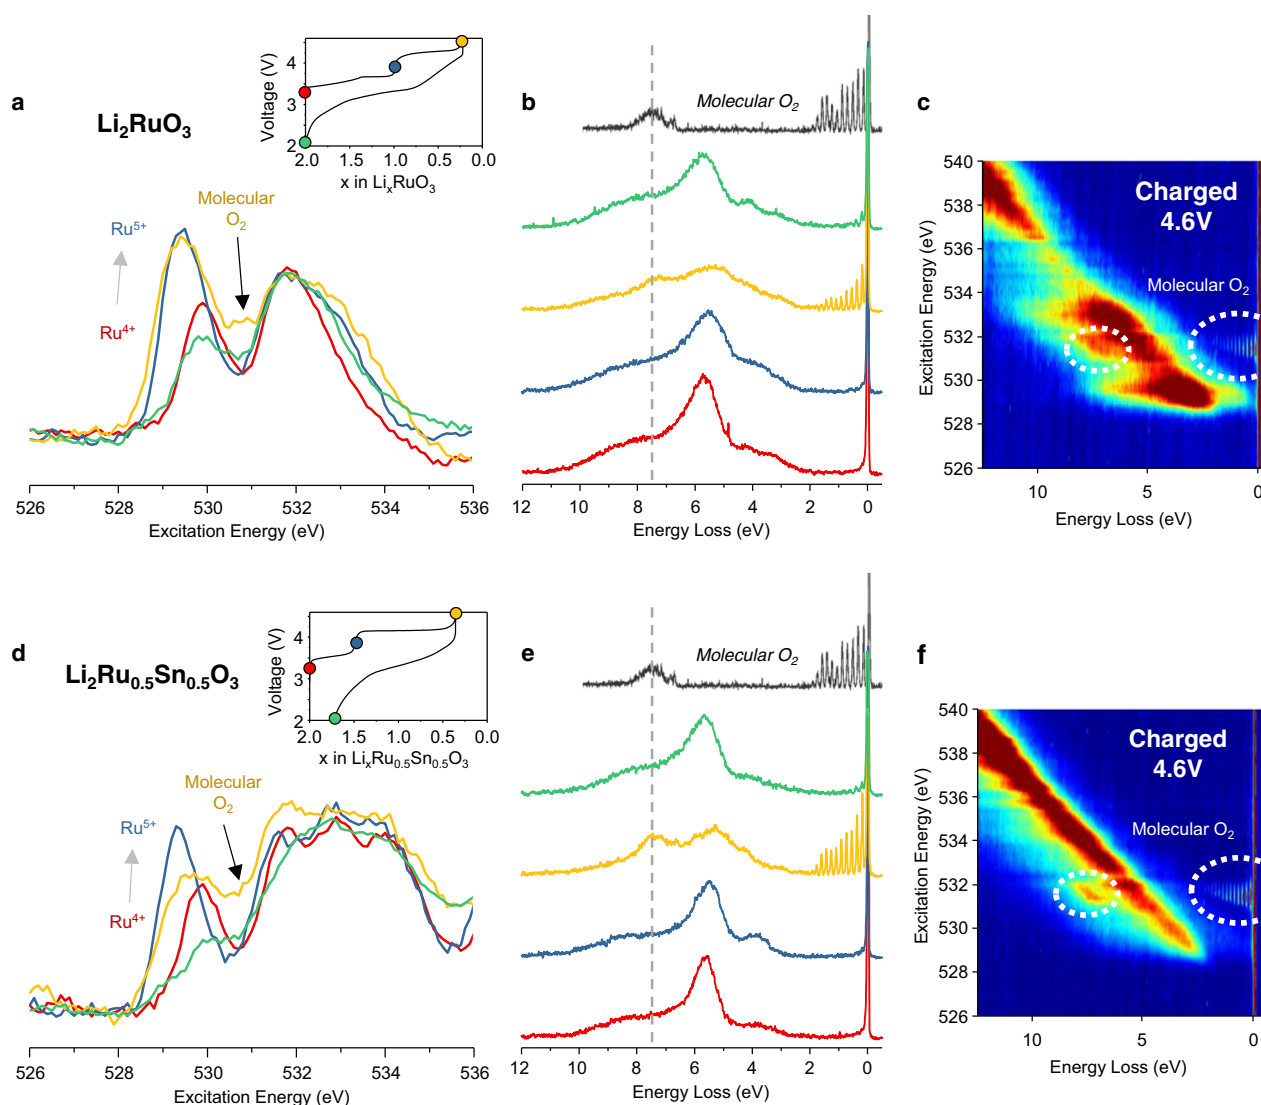 a
Li2RuO3
Voltage (V)
4
3
2
2.0 1.5 1.0 0.5 0.0
x in LixRuO3
Ru5+
Ru4+
Molecular
O2
526 528 530 532 534 536
Excitation Energy (eV)
b
Molecular O2
12 10 8 6 4 2 0
Energy Loss (eV)
c
Excitation Energy (eV)
540
538
536
534
532
530
528
526
Charged
4.6V
Molecular O2
10 5 0
Energy Loss (eV)
d
Li2Ru0.5Sn0.5O3
Voltage (V)
4
3
2
2.0 1.5 1.0 0.5 0.0
x in LixRu0.5Sn0.5O3
Ru5+
Ru4+
Molecular
O2
526 528 530 532 534 536
Excitation Energy (eV)
e
Molecular O2
12 10 8 6 4 2 0
Energy Loss (eV)
f
Excitation Energy (eV)
540
538
536
534
532
530
528
526
Charged
4.6V
Molecular O2
10 5 0
Energy Loss (eV)